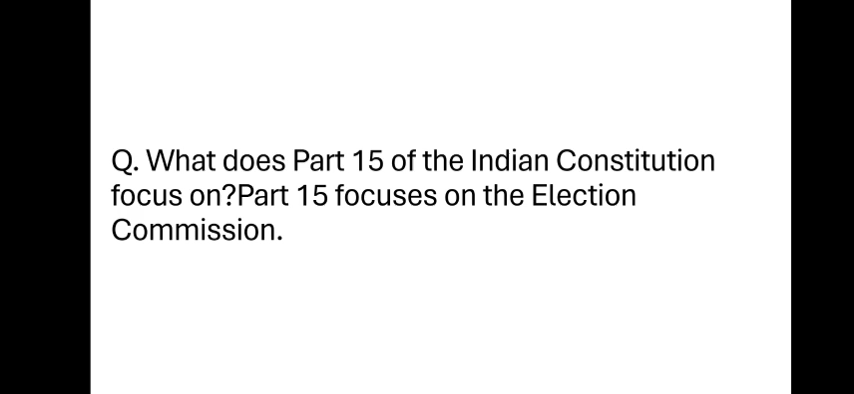 Q. What does Part 15 of the Indian Constitution
focus on?Part 15 focuses on the Election
Commission.